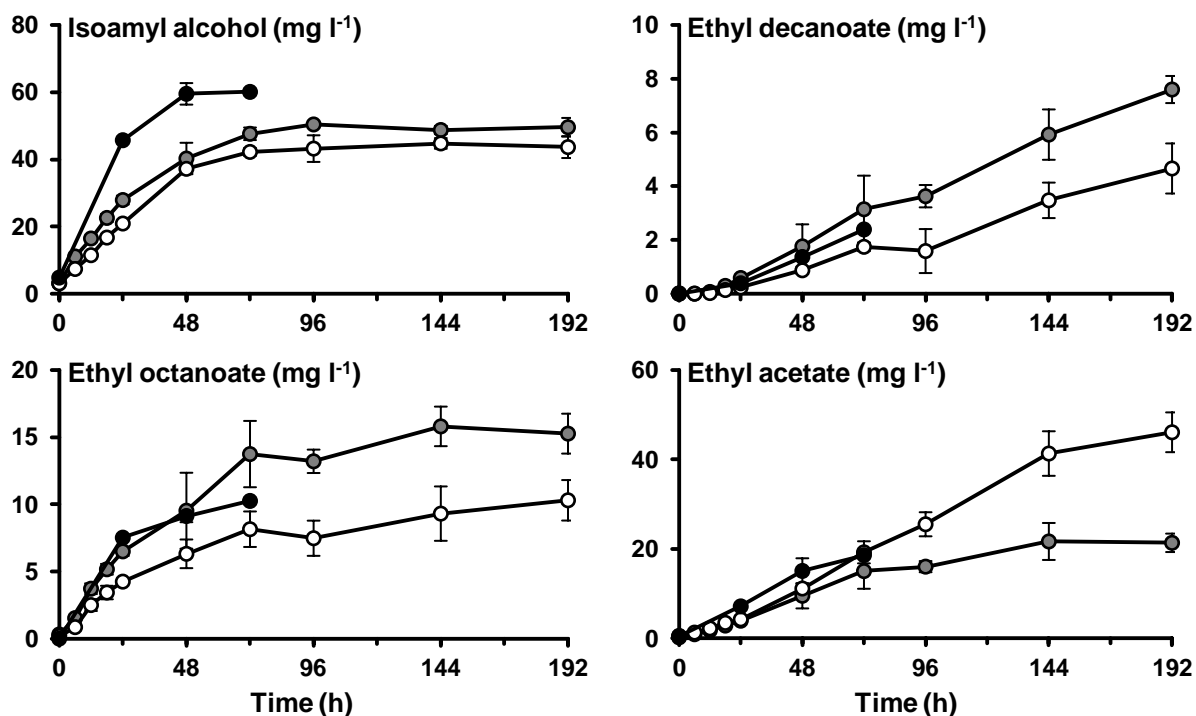 Isoamyl alcohol (mg l-1)
80
60
40
20
0
0 48 96 144 192
Ethyl decanoate (mg l-1)
10
8
6
4
2
0
0 48 96 144 192
Ethyl octanoate (mg l-1)
20
15
10
5
0
0 48 96 144 192
Time (h)
Ethyl acetate (mg l-1)
60
40
20
0
0 48 96 144 192
Time (h)